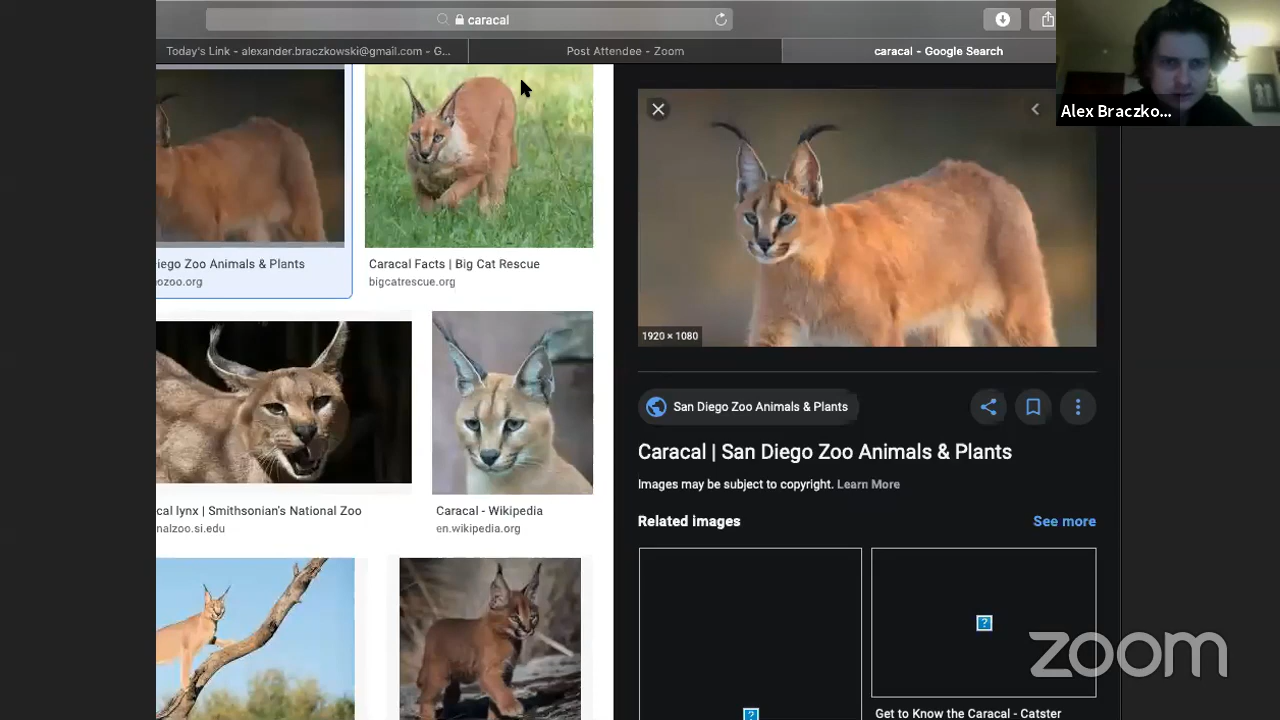 caracal
Today's Link - alexander.braczkowski@gmail.com - G...
Post Attendee - Zoom
caracal - Google Search
Alex Braczko...
iego Zoo Animals & Plants
ozoo.org
Caracal Facts | Big Cat Rescue
bigcatrescue.org
1920 × 1080
San Diego Zoo Animals & Plants
Caracal | San Diego Zoo Animals & Plants
Images may be subject to copyright. Learn More
cal lynx | Smithsonian's National Zoo
nalzoo.si.edu
Caracal - Wikipedia
en.wikipedia.org
Related images
See more
?
?
zoom
Get to Know the Caracal - Catster